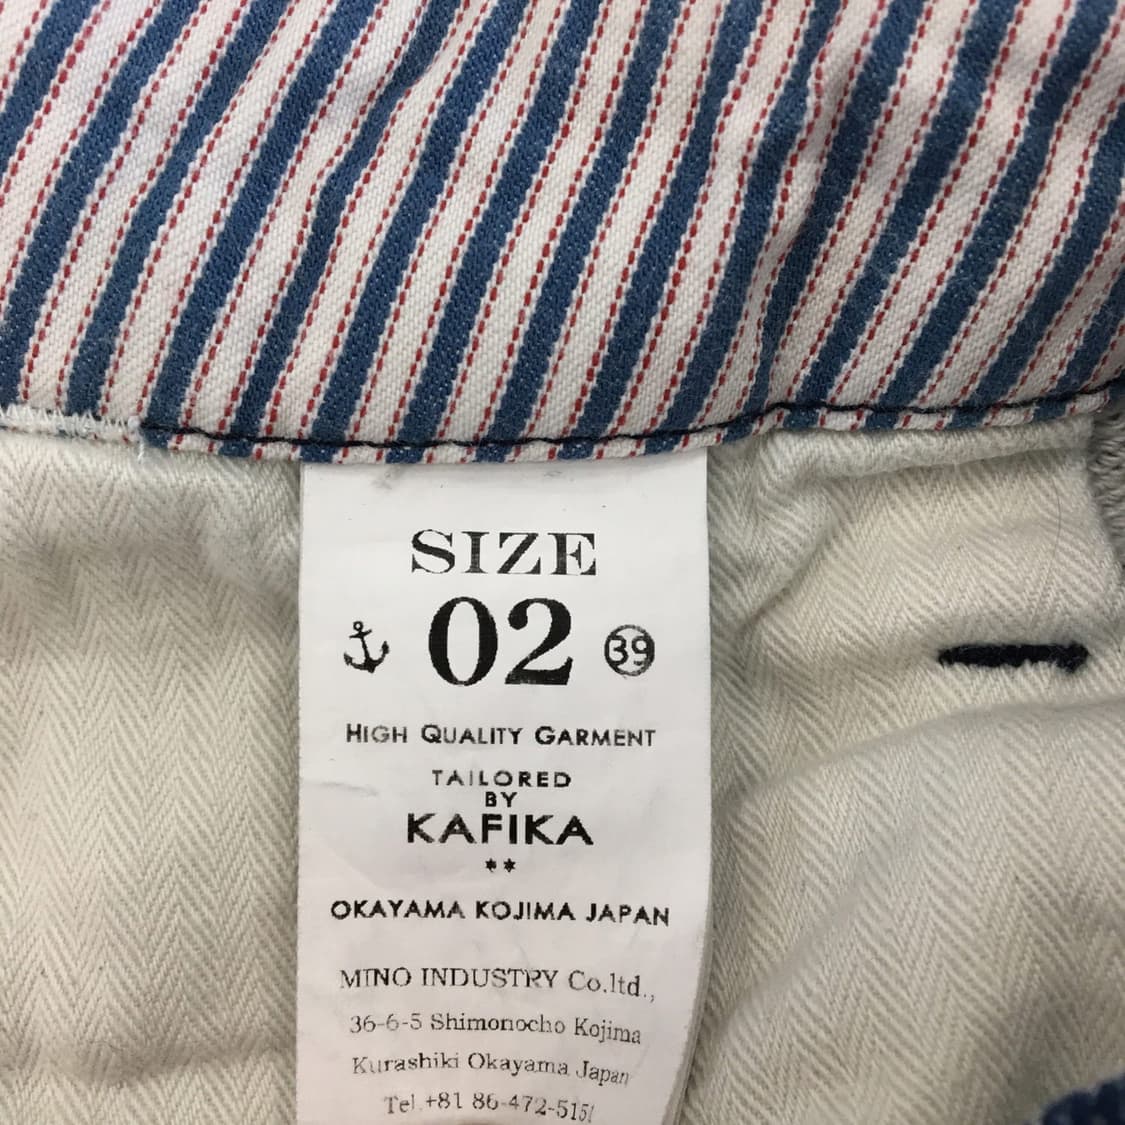 SIZE
02 39
HIGH QUALITY GARMENT
TAILORED
BY
KAFIKA
**
OKAYAMA KOJIMA JAPAN
MINO INDUSTRY Co.ltd.,
36-6-5 Shimonocho Kojima
Kurashiki Okayama Japan
Tel.+81 86-472-5151